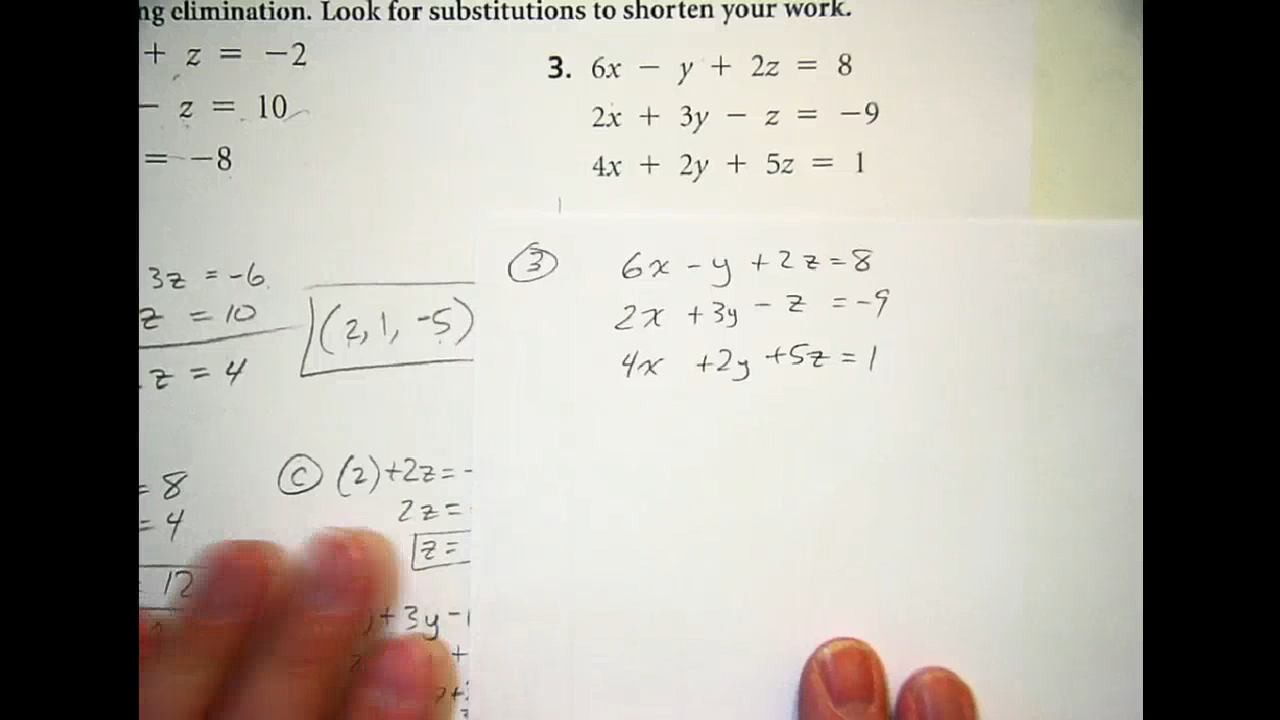 ng elimination. Look for substitutions to shorten your work.
+ z = −2
− z = 10
= −8
3. 6x − y + 2z = 8
2x + 3y − z = −9
4x + 2y + 5z = 1
3z = -6
z = 10
z = 4
(2, 1, -5)
= 8
= 4
12
C (2)+2z=-
2z=
z=
+3y-1
3 6x - y + 2z = 8
2x + 3y - z = -9
4x + 2y + 5z = 1